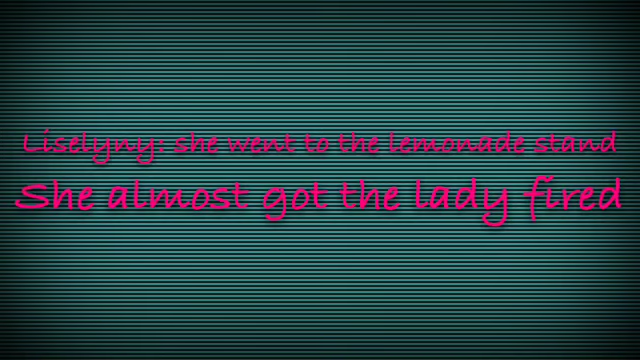 Liselyny: she went to the lemonade stand
She almost got the lady fired